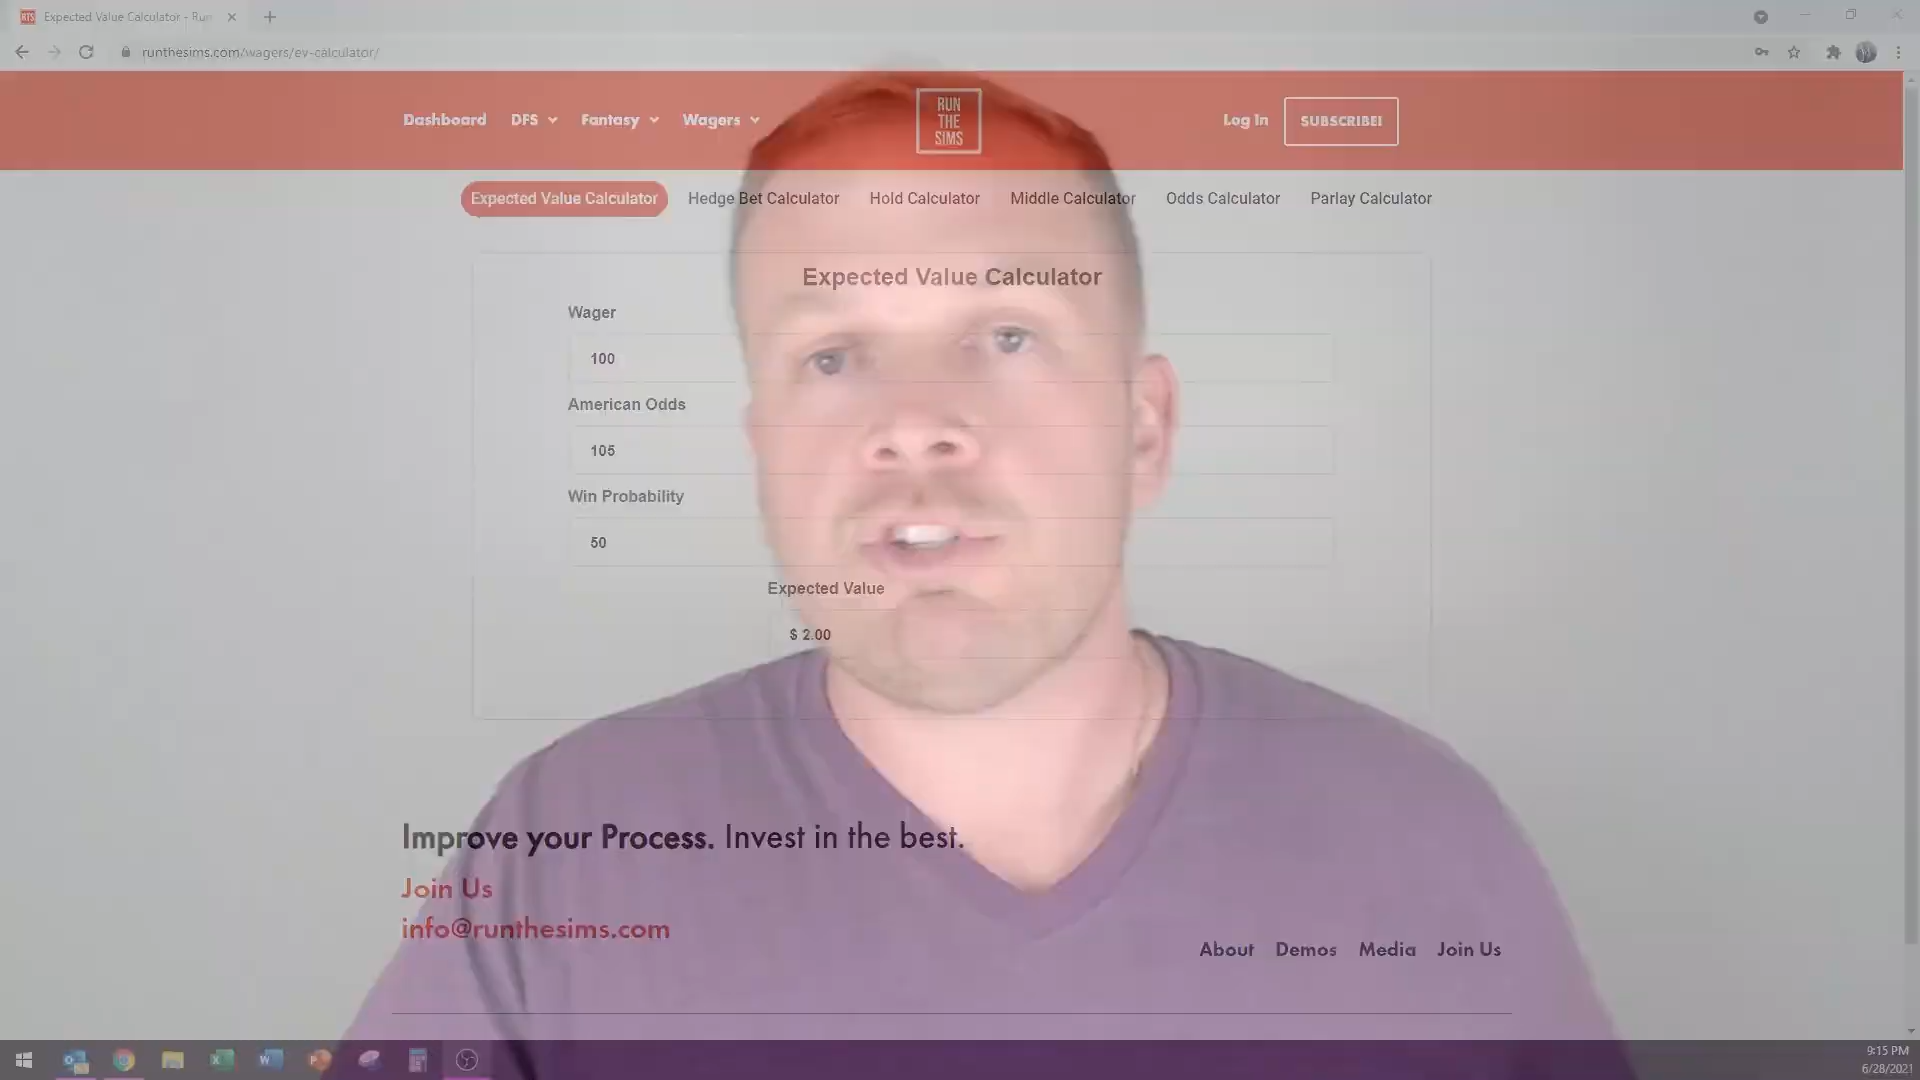 RTS Expected Value Calculator - Run
runthesims.com/wagers/ev-calculator/
Dashboard DFS Fantasy Wagers
RUN
THE
SIMS
Log In SUBSCRIBE!
Expected Value Calculator Hedge Bet Calculator Hold Calculator Middle Calculator Odds Calculator Parlay Calculator
Expected Value Calculator
Wager
100
American Odds
105
Win Probability
50
Expected Value
$ 2.00
Improve your Process. Invest in the best.
Join Us
info@runthesims.com
About Demos Media Join Us
9:15 PM
6/28/2021